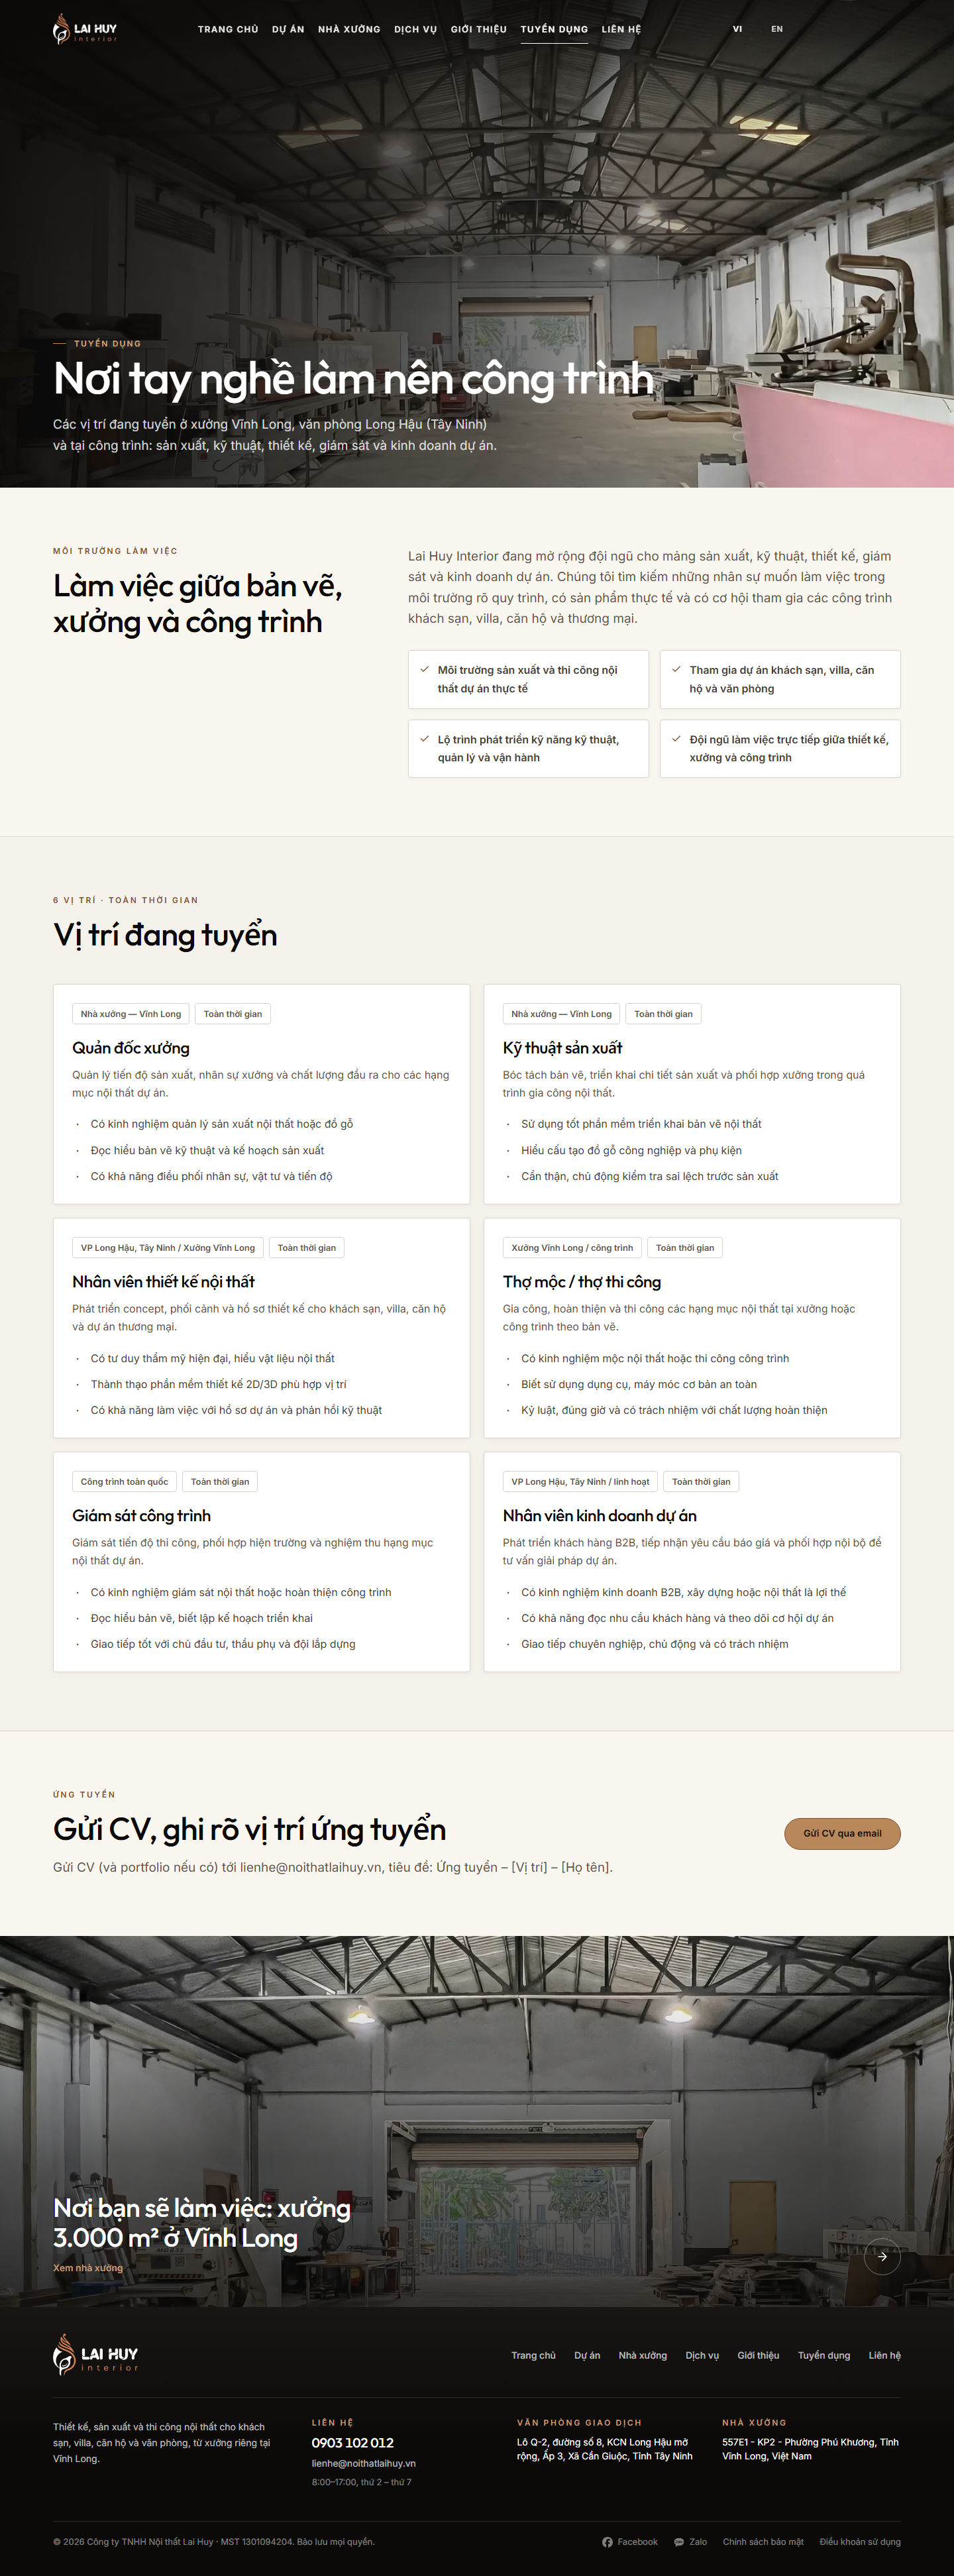 LAI HUY
interior
TRANG CHỦ DỰ ÁN NHÀ XƯỞNG DỊCH VỤ GIỚI THIỆU TUYỂN DỤNG LIÊN HỆ VI EN
TUYỂN DỤNG
Nơi tay nghề làm nên công trình
Các vị trí đang tuyển ở xưởng Vĩnh Long, văn phòng Long Hậu (Tây Ninh)
và tại công trình: sản xuất, kỹ thuật, thiết kế, giám sát và kinh doanh dự án.
MÔI TRƯỜNG LÀM VIỆC
Làm việc giữa bản vẽ,
xưởng và công trình
Lai Huy Interior đang mở rộng đội ngũ cho mảng sản xuất, kỹ thuật, thiết kế, giám
sát và kinh doanh dự án. Chúng tôi tìm kiếm những nhân sự muốn làm việc trong
môi trường rõ quy trình, có sản phẩm thực tế và có cơ hội tham gia các công trình
khách sạn, villa, căn hộ và thương mại.
Môi trường sản xuất và thi công nội
thất dự án thực tế
Tham gia dự án khách sạn, villa, căn
hộ và văn phòng
Lộ trình phát triển kỹ năng kỹ thuật,
quản lý và vận hành
Đội ngũ làm việc trực tiếp giữa thiết kế,
xưởng và công trình
6 VỊ TRÍ · TOÀN THỜI GIAN
Vị trí đang tuyển
Nhà xưởng — Vĩnh Long Toàn thời gian
Quản đốc xưởng
Quản lý tiến độ sản xuất, nhân sự xưởng và chất lượng đầu ra cho các hạng
mục nội thất dự án.
· Có kinh nghiệm quản lý sản xuất nội thất hoặc đồ gỗ
· Đọc hiểu bản vẽ kỹ thuật và kế hoạch sản xuất
· Có khả năng điều phối nhân sự, vật tư và tiến độ
Nhà xưởng — Vĩnh Long Toàn thời gian
Kỹ thuật sản xuất
Bóc tách bản vẽ, triển khai chi tiết sản xuất và phối hợp xưởng trong quá
trình gia công nội thất.
· Sử dụng tốt phần mềm triển khai bản vẽ nội thất
· Hiểu cấu tạo đồ gỗ công nghiệp và phụ kiện
· Cẩn thận, chủ động kiểm tra sai lệch trước sản xuất
VP Long Hậu, Tây Ninh / Xưởng Vĩnh Long Toàn thời gian
Nhân viên thiết kế nội thất
Phát triển concept, phối cảnh và hồ sơ thiết kế cho khách sạn, villa, căn hộ
và dự án thương mại.
· Có tư duy thẩm mỹ hiện đại, hiểu vật liệu nội thất
· Thành thạo phần mềm thiết kế 2D/3D phù hợp vị trí
· Có khả năng làm việc với hồ sơ dự án và phản hồi kỹ thuật
Xưởng Vĩnh Long / công trình Toàn thời gian
Thợ mộc / thợ thi công
Gia công, hoàn thiện và thi công các hạng mục nội thất tại xưởng hoặc
công trình theo bản vẽ.
· Có kinh nghiệm mộc nội thất hoặc thi công công trình
· Biết sử dụng dụng cụ, máy móc cơ bản an toàn
· Kỷ luật, đúng giờ và có trách nhiệm với chất lượng hoàn thiện
Công trình toàn quốc Toàn thời gian
Giám sát công trình
Giám sát tiến độ thi công, phối hợp hiện trường và nghiệm thu hạng mục
nội thất dự án.
· Có kinh nghiệm giám sát nội thất hoặc hoàn thiện công trình
· Đọc hiểu bản vẽ, biết lập kế hoạch triển khai
· Giao tiếp tốt với chủ đầu tư, thầu phụ và đội lắp dựng
VP Long Hậu, Tây Ninh / linh hoạt Toàn thời gian
Nhân viên kinh doanh dự án
Phát triển khách hàng B2B, tiếp nhận yêu cầu báo giá và phối hợp nội bộ để
tư vấn giải pháp dự án.
· Có kinh nghiệm kinh doanh B2B, xây dựng hoặc nội thất là lợi thế
· Có khả năng đọc nhu cầu khách hàng và theo dõi cơ hội dự án
· Giao tiếp chuyên nghiệp, chủ động và có trách nhiệm
ỨNG TUYỂN
Gửi CV, ghi rõ vị trí ứng tuyển
Gửi CV (và portfolio nếu có) tới lienhe@noithatlaihuy.vn, tiêu đề: Ứng tuyển – [Vị trí] – [Họ tên].
Gửi CV qua email
Nơi bạn sẽ làm việc: xưởng
3.000 m² ở Vĩnh Long
Xem nhà xưởng
LAI HUY
interior
Trang chủ Dự án Nhà xưởng Dịch vụ Giới thiệu Tuyển dụng Liên hệ
Thiết kế, sản xuất và thi công nội thất cho khách
sạn, villa, căn hộ và văn phòng, từ xưởng riêng tại
Vĩnh Long.
LIÊN HỆ
0903 102 012
lienhe@noithatlaihuy.vn
8:00–17:00, thứ 2 – thứ 7
VĂN PHÒNG GIAO DỊCH
Lô Q-2, đường số 8, KCN Long Hậu mở
rộng, Ấp 3, Xã Cần Giuộc, Tỉnh Tây Ninh
NHÀ XƯỞNG
557E1 - KP2 - Phường Phú Khương, Tỉnh
Vĩnh Long, Việt Nam
© 2026 Công ty TNHH Nội thất Lai Huy · MST 1301094204. Bảo lưu mọi quyền.
Facebook Zalo Chính sách bảo mật Điều khoản sử dụng